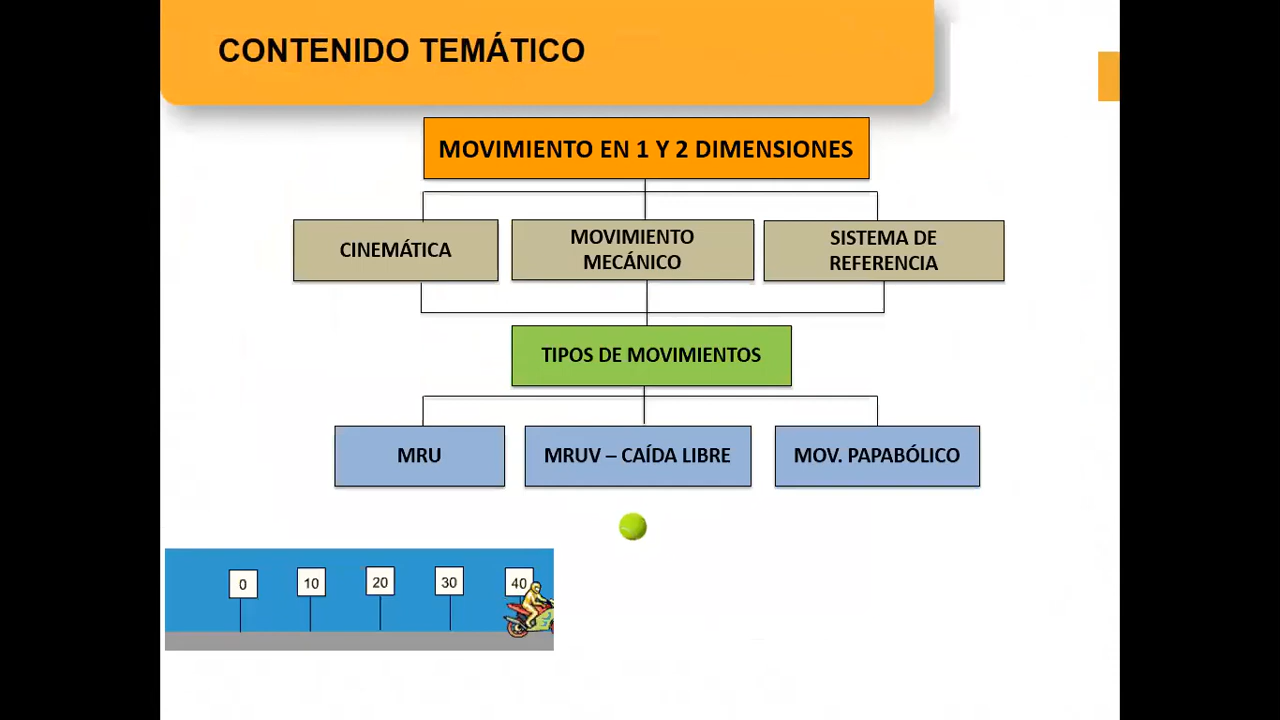 CONTENIDO TEMÁTICO
MOVIMIENTO EN 1 Y 2 DIMENSIONES
CINEMÁTICA
MOVIMIENTO
MECÁNICO
SISTEMA DE
REFERENCIA
TIPOS DE MOVIMIENTOS
MRU
MRUV – CAÍDA LIBRE
MOV. PAPABÓLICO
0 10 20 30 40